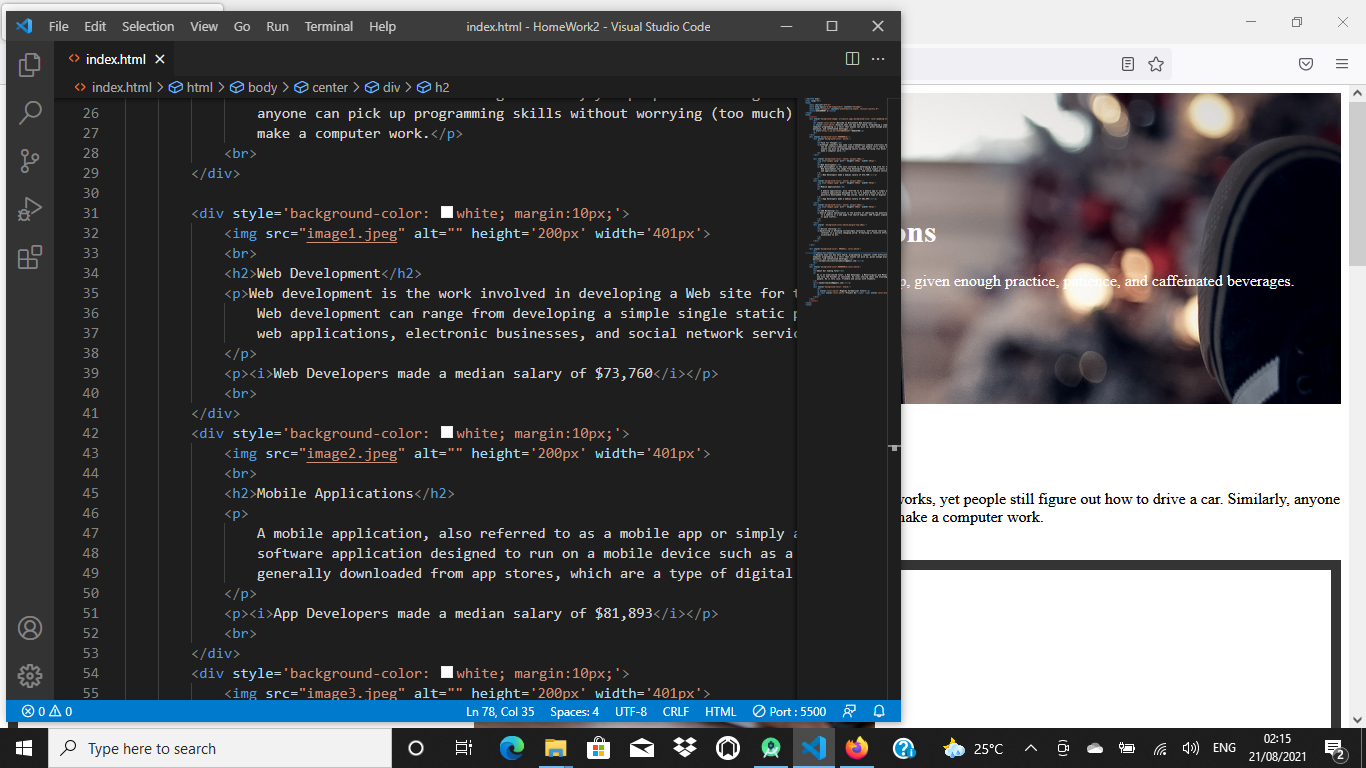 File Edit Selection View Go Run Terminal Help index.html - HomeWork2 - Visual Studio Code
index.html
index.html > html > body > center > div > h2
26 anyone can pick up programming skills without worrying (too much)
27 make a computer work.</p>
28 <br>
29 </div>
30
31 <div style='background-color: white; margin:10px;'>
32 <img src="image1.jpeg" alt="" height='200px' width='401px'>
33 <br>
34 <h2>Web Development</h2>
35 <p>Web development is the work involved in developing a Web site for t
36 Web development can range from developing a simple single static p
37 web applications, electronic businesses, and social network servic
38 </p>
39 <p><i>Web Developers made a median salary of $73,760</i></p>
40 <br>
41 </div>
42 <div style='background-color: white; margin:10px;'>
43 <img src="image2.jpeg" alt="" height='200px' width='401px'>
44 <br>
45 <h2>Mobile Applications</h2>
46 <p>
47 A mobile application, also referred to as a mobile app or simply a
48 software application designed to run on a mobile device such as a
49 generally downloaded from app stores, which are a type of digital
50 </p>
51 <p><i>App Developers made a median salary of $81,893</i></p>
52 <br>
53 </div>
54 <div style='background-color: white; margin:10px;'>
55 <img src="image3.jpeg" alt="" height='200px' width='401px'>
0 0 Ln 78, Col 35 Spaces: 4 UTF-8 CRLF HTML Port : 5500
ons
p, given enough practice, patience, and caffeinated beverages.
works, yet people still figure out how to drive a car. Similarly, anyone
make a computer work.
Type here to search
25°C ENG 02:15
21/08/2021 2